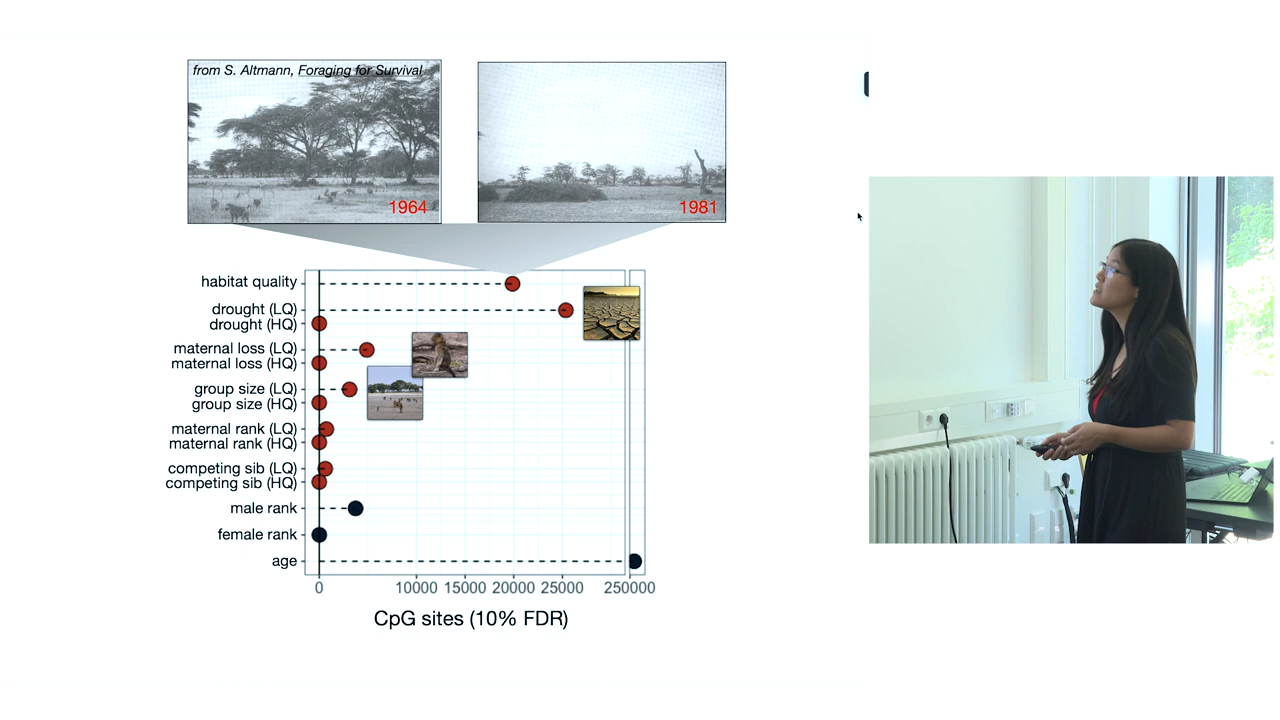 from S. Altmann, Foraging for Survival
1964
1981
habitat quality
drought (LQ)
drought (HQ)
maternal loss (LQ)
maternal loss (HQ)
group size (LQ)
group size (HQ)
maternal rank (LQ)
maternal rank (HQ)
competing sib (LQ)
competing sib (HQ)
male rank
female rank
age
0 10000 15000 20000 25000 250000
CpG sites (10% FDR)